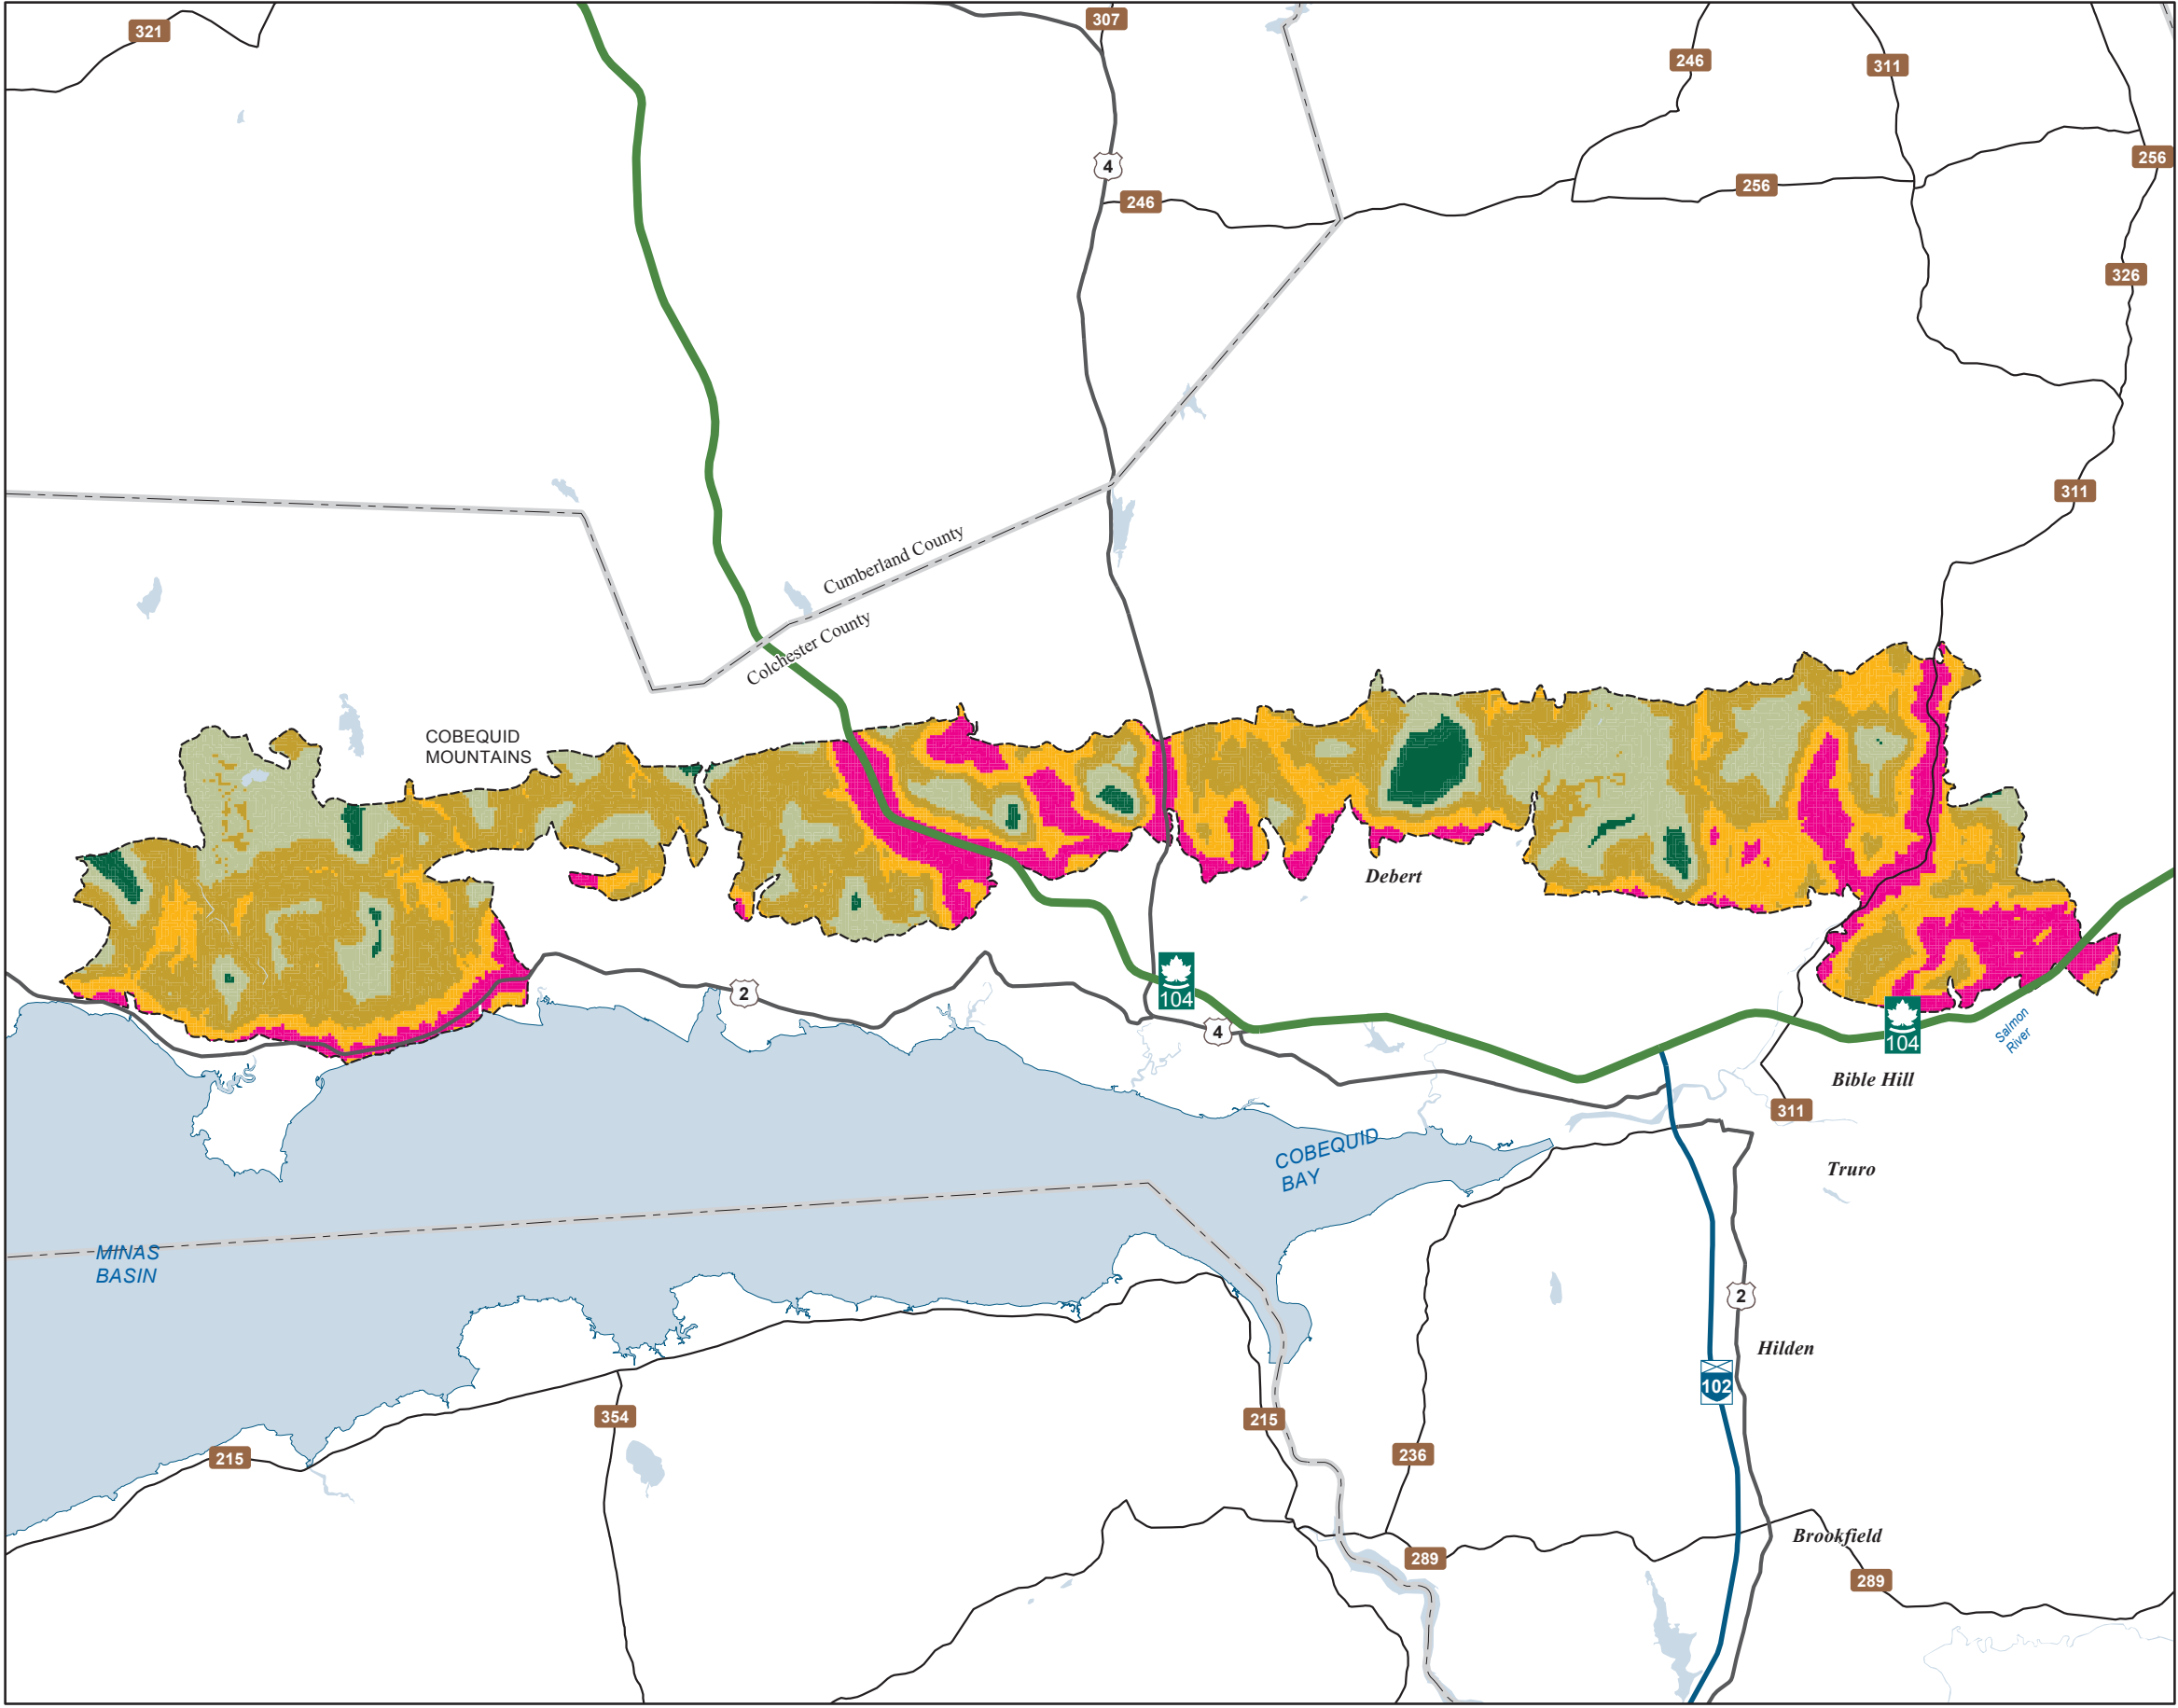 321
307
246
311
4
256
246
256
326
311
Cumberland County
Colchester County
COBEQUID
MOUNTAINS
Debert
104
2
4
104
Salmon
River
Bible Hill
311
COBEQUID
BAY
Truro
MINAS
BASIN
2
Hilden
102
354
215
215
236
Brookfield
289
289